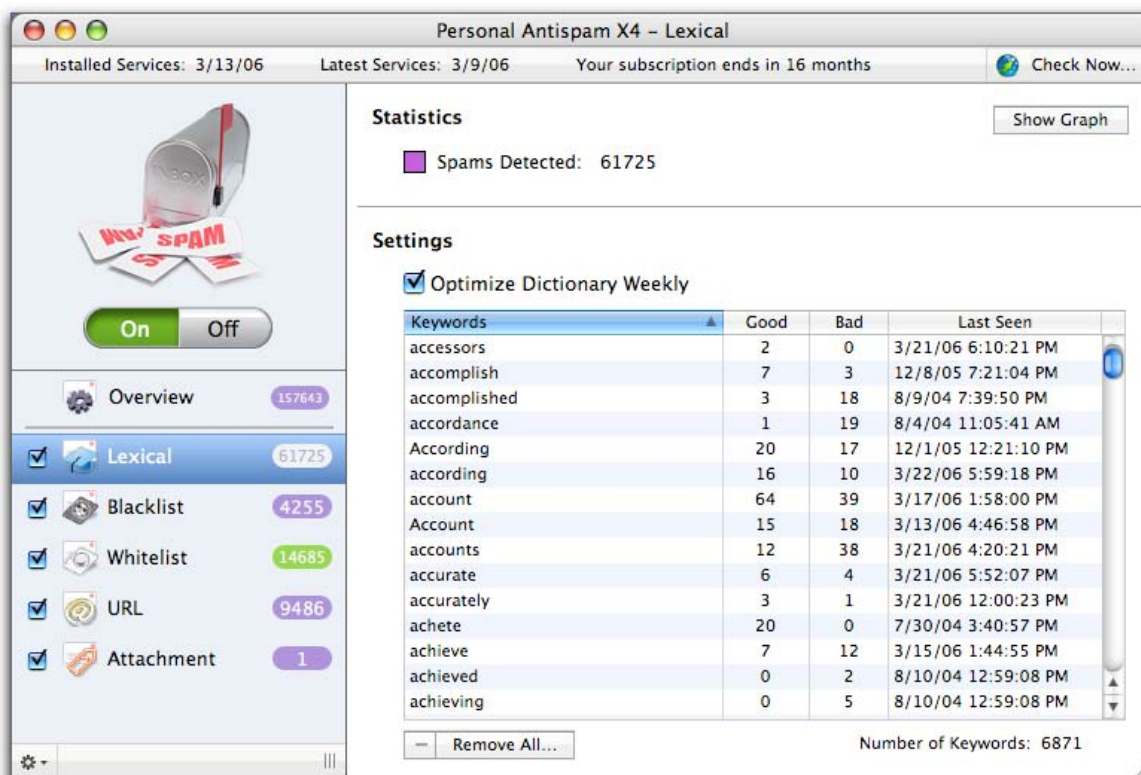 Personal Antispam X4 – Lexical
Installed Services: 3/13/06 Latest Services: 3/9/06 Your subscription ends in 16 months Check Now...
INBOX
SPAM
On Off
Overview 157643
Lexical 61725
Blacklist 4255
Whitelist 14685
URL 9486
Attachment 1
Statistics
Show Graph
Spams Detected: 61725
Settings
Optimize Dictionary Weekly
Keywords Good Bad Last Seen
accessors 2 0 3/21/06 6:10:21 PM
accomplish 7 3 12/8/05 7:21:04 PM
accomplished 3 18 8/9/04 7:39:50 PM
accordance 1 19 8/4/04 11:05:41 AM
According 20 17 12/1/05 12:21:10 PM
according 16 10 3/22/06 5:59:18 PM
account 64 39 3/17/06 1:58:00 PM
Account 15 18 3/13/06 4:46:58 PM
accounts 12 38 3/21/06 4:20:21 PM
accurate 6 4 3/21/06 5:52:07 PM
accurately 3 1 3/21/06 12:00:23 PM
achete 20 0 7/30/04 3:40:57 PM
achieve 7 12 3/15/06 1:44:55 PM
achieved 0 2 8/10/04 12:59:08 PM
achieving 0 5 8/10/04 12:59:08 PM
Remove All...
Number of Keywords: 6871